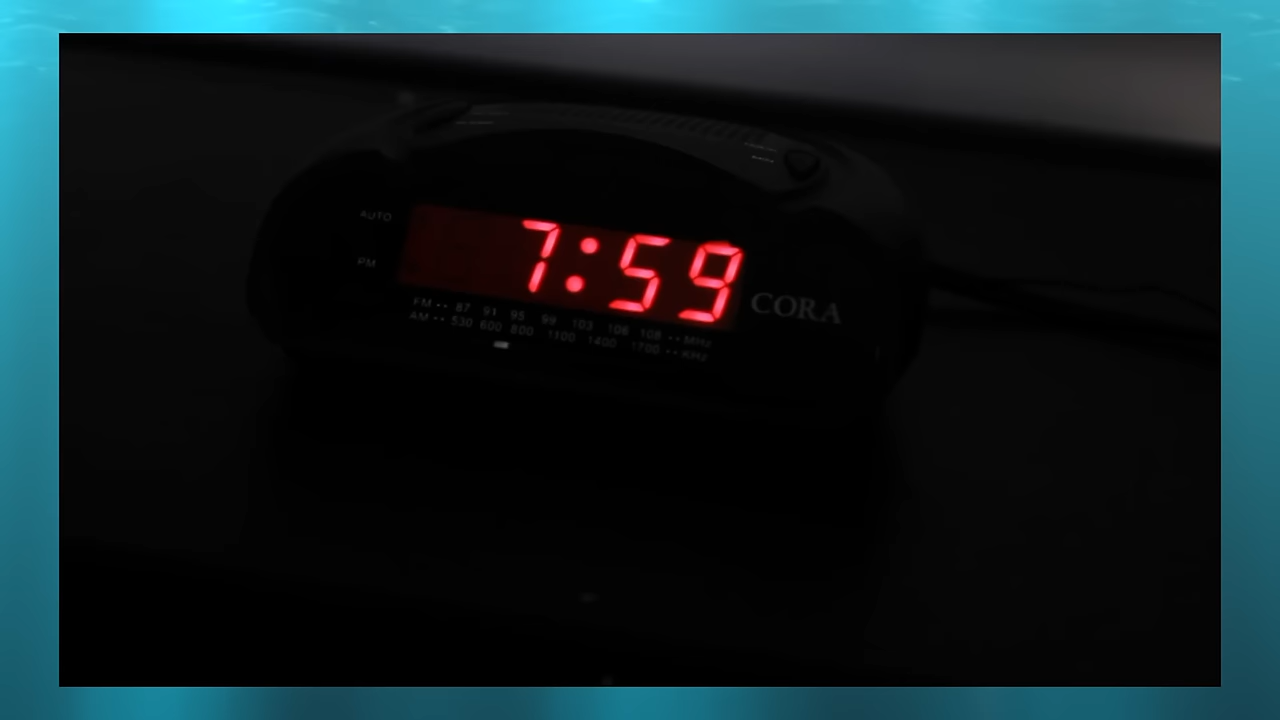 AUTO
7:59
PM
CORA
FM -- 87 91 95 99 103 106 108 -- MHz
AM -- 530 600 800 1100 1400 1700 -- KHz